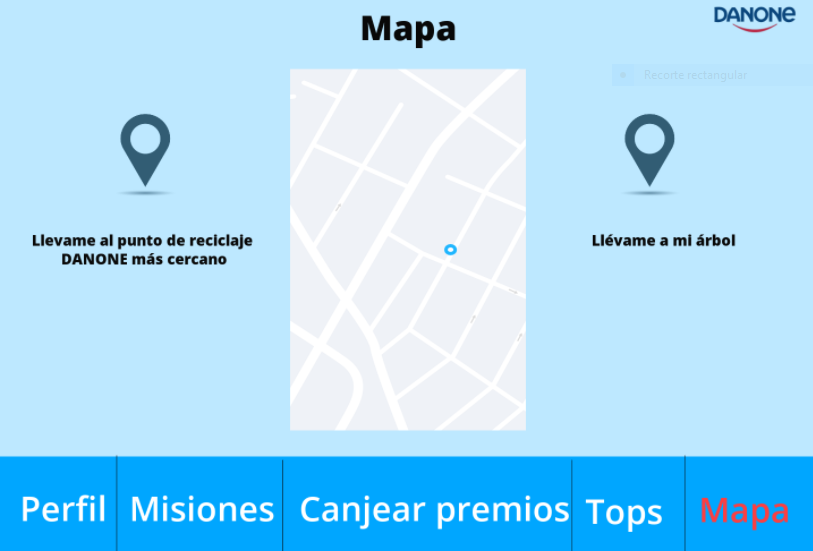 Mapa
DANONE
Recorte rectangular
Llevame al punto de reciclaje
DANONE más cercano
Llévame a mi árbol
Perfil
Misiones
Canjear premios
Tops
Mapa